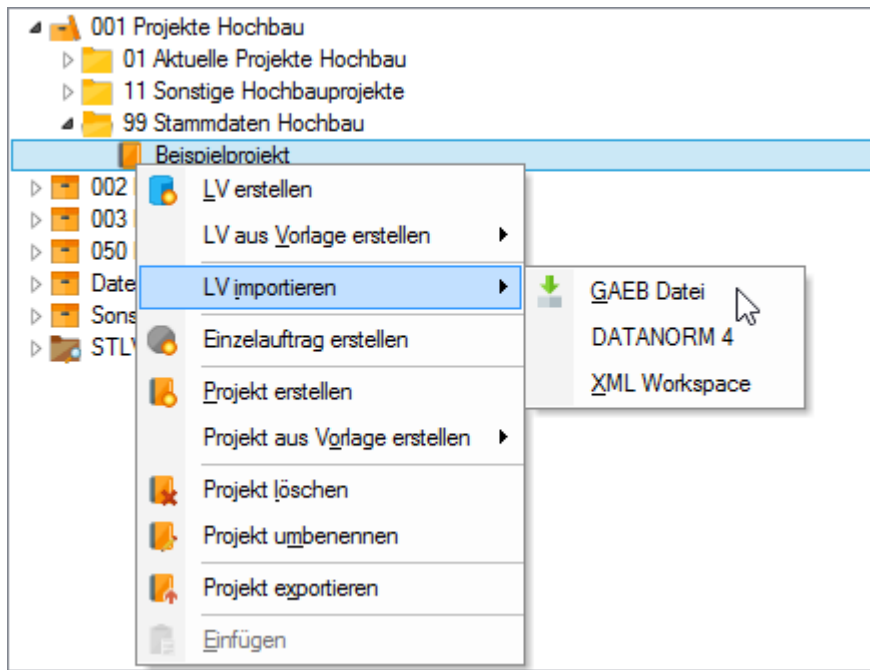 001 Projekte Hochbau
01 Aktuelle Projekte Hochbau
11 Sonstige Hochbauprojekte
99 Stammdaten Hochbau
Beispielprojekt
002
003
050
Date
Sons
STLV
LV erstellen
LV aus Vorlage erstellen
LV importieren
Einzelauftrag erstellen
Projekt erstellen
Projekt aus Vorlage erstellen
Projekt löschen
Projekt umbenennen
Projekt exportieren
Einfügen
GAEB Datei
DATANORM 4
XML Workspace